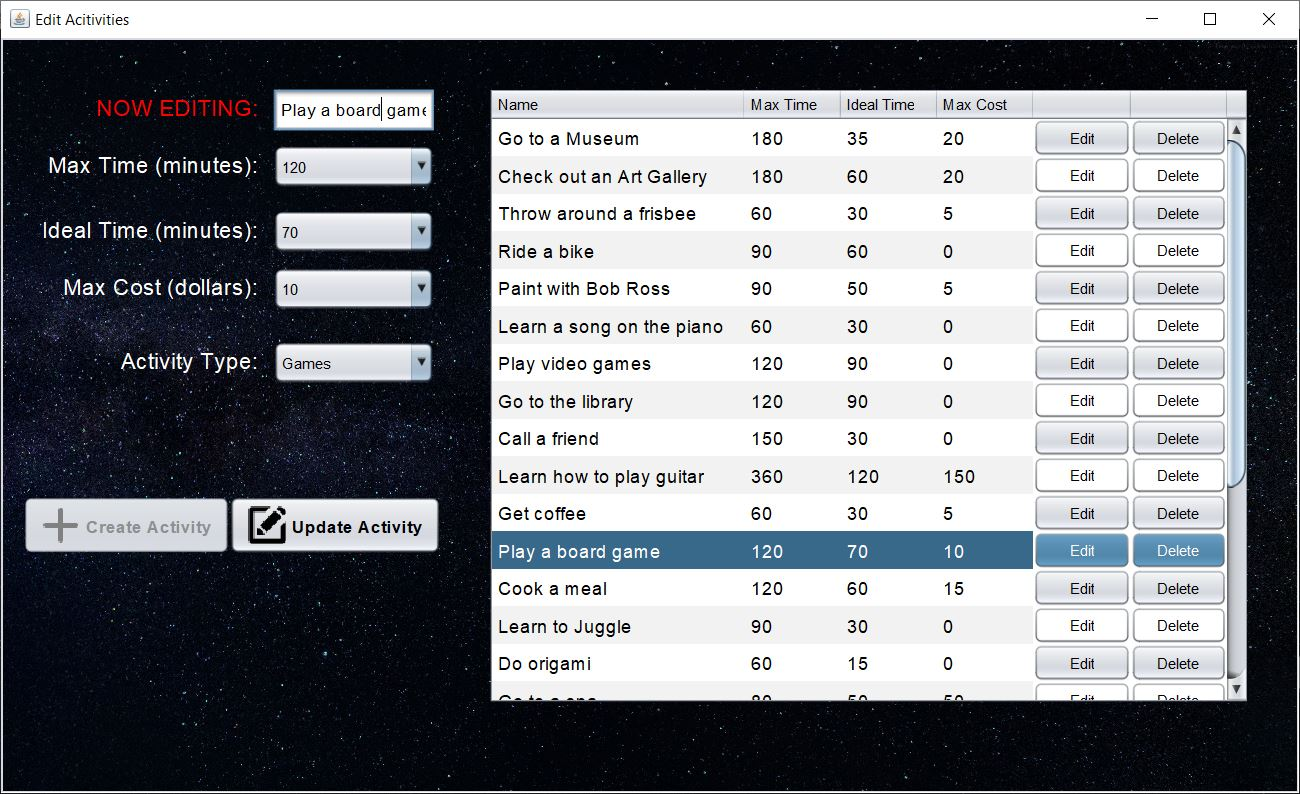 Edit Acitivities
NOW EDITING: Play a board game
Max Time (minutes): 120
Ideal Time (minutes): 70
Max Cost (dollars): 10
Activity Type: Games
Create Activity Update Activity
Name Max Time Ideal Time Max Cost
Go to a Museum 180 35 20 Edit Delete
Check out an Art Gallery 180 60 20 Edit Delete
Throw around a frisbee 60 30 5 Edit Delete
Ride a bike 90 60 0 Edit Delete
Paint with Bob Ross 90 50 5 Edit Delete
Learn a song on the piano 60 30 0 Edit Delete
Play video games 120 90 0 Edit Delete
Go to the library 120 90 0 Edit Delete
Call a friend 150 30 0 Edit Delete
Learn how to play guitar 360 120 150 Edit Delete
Get coffee 60 30 5 Edit Delete
Play a board game 120 70 10 Edit Delete
Cook a meal 120 60 15 Edit Delete
Learn to Juggle 90 30 0 Edit Delete
Do origami 60 15 0 Edit Delete
Go to a spa 80 50 50 Edit Delete